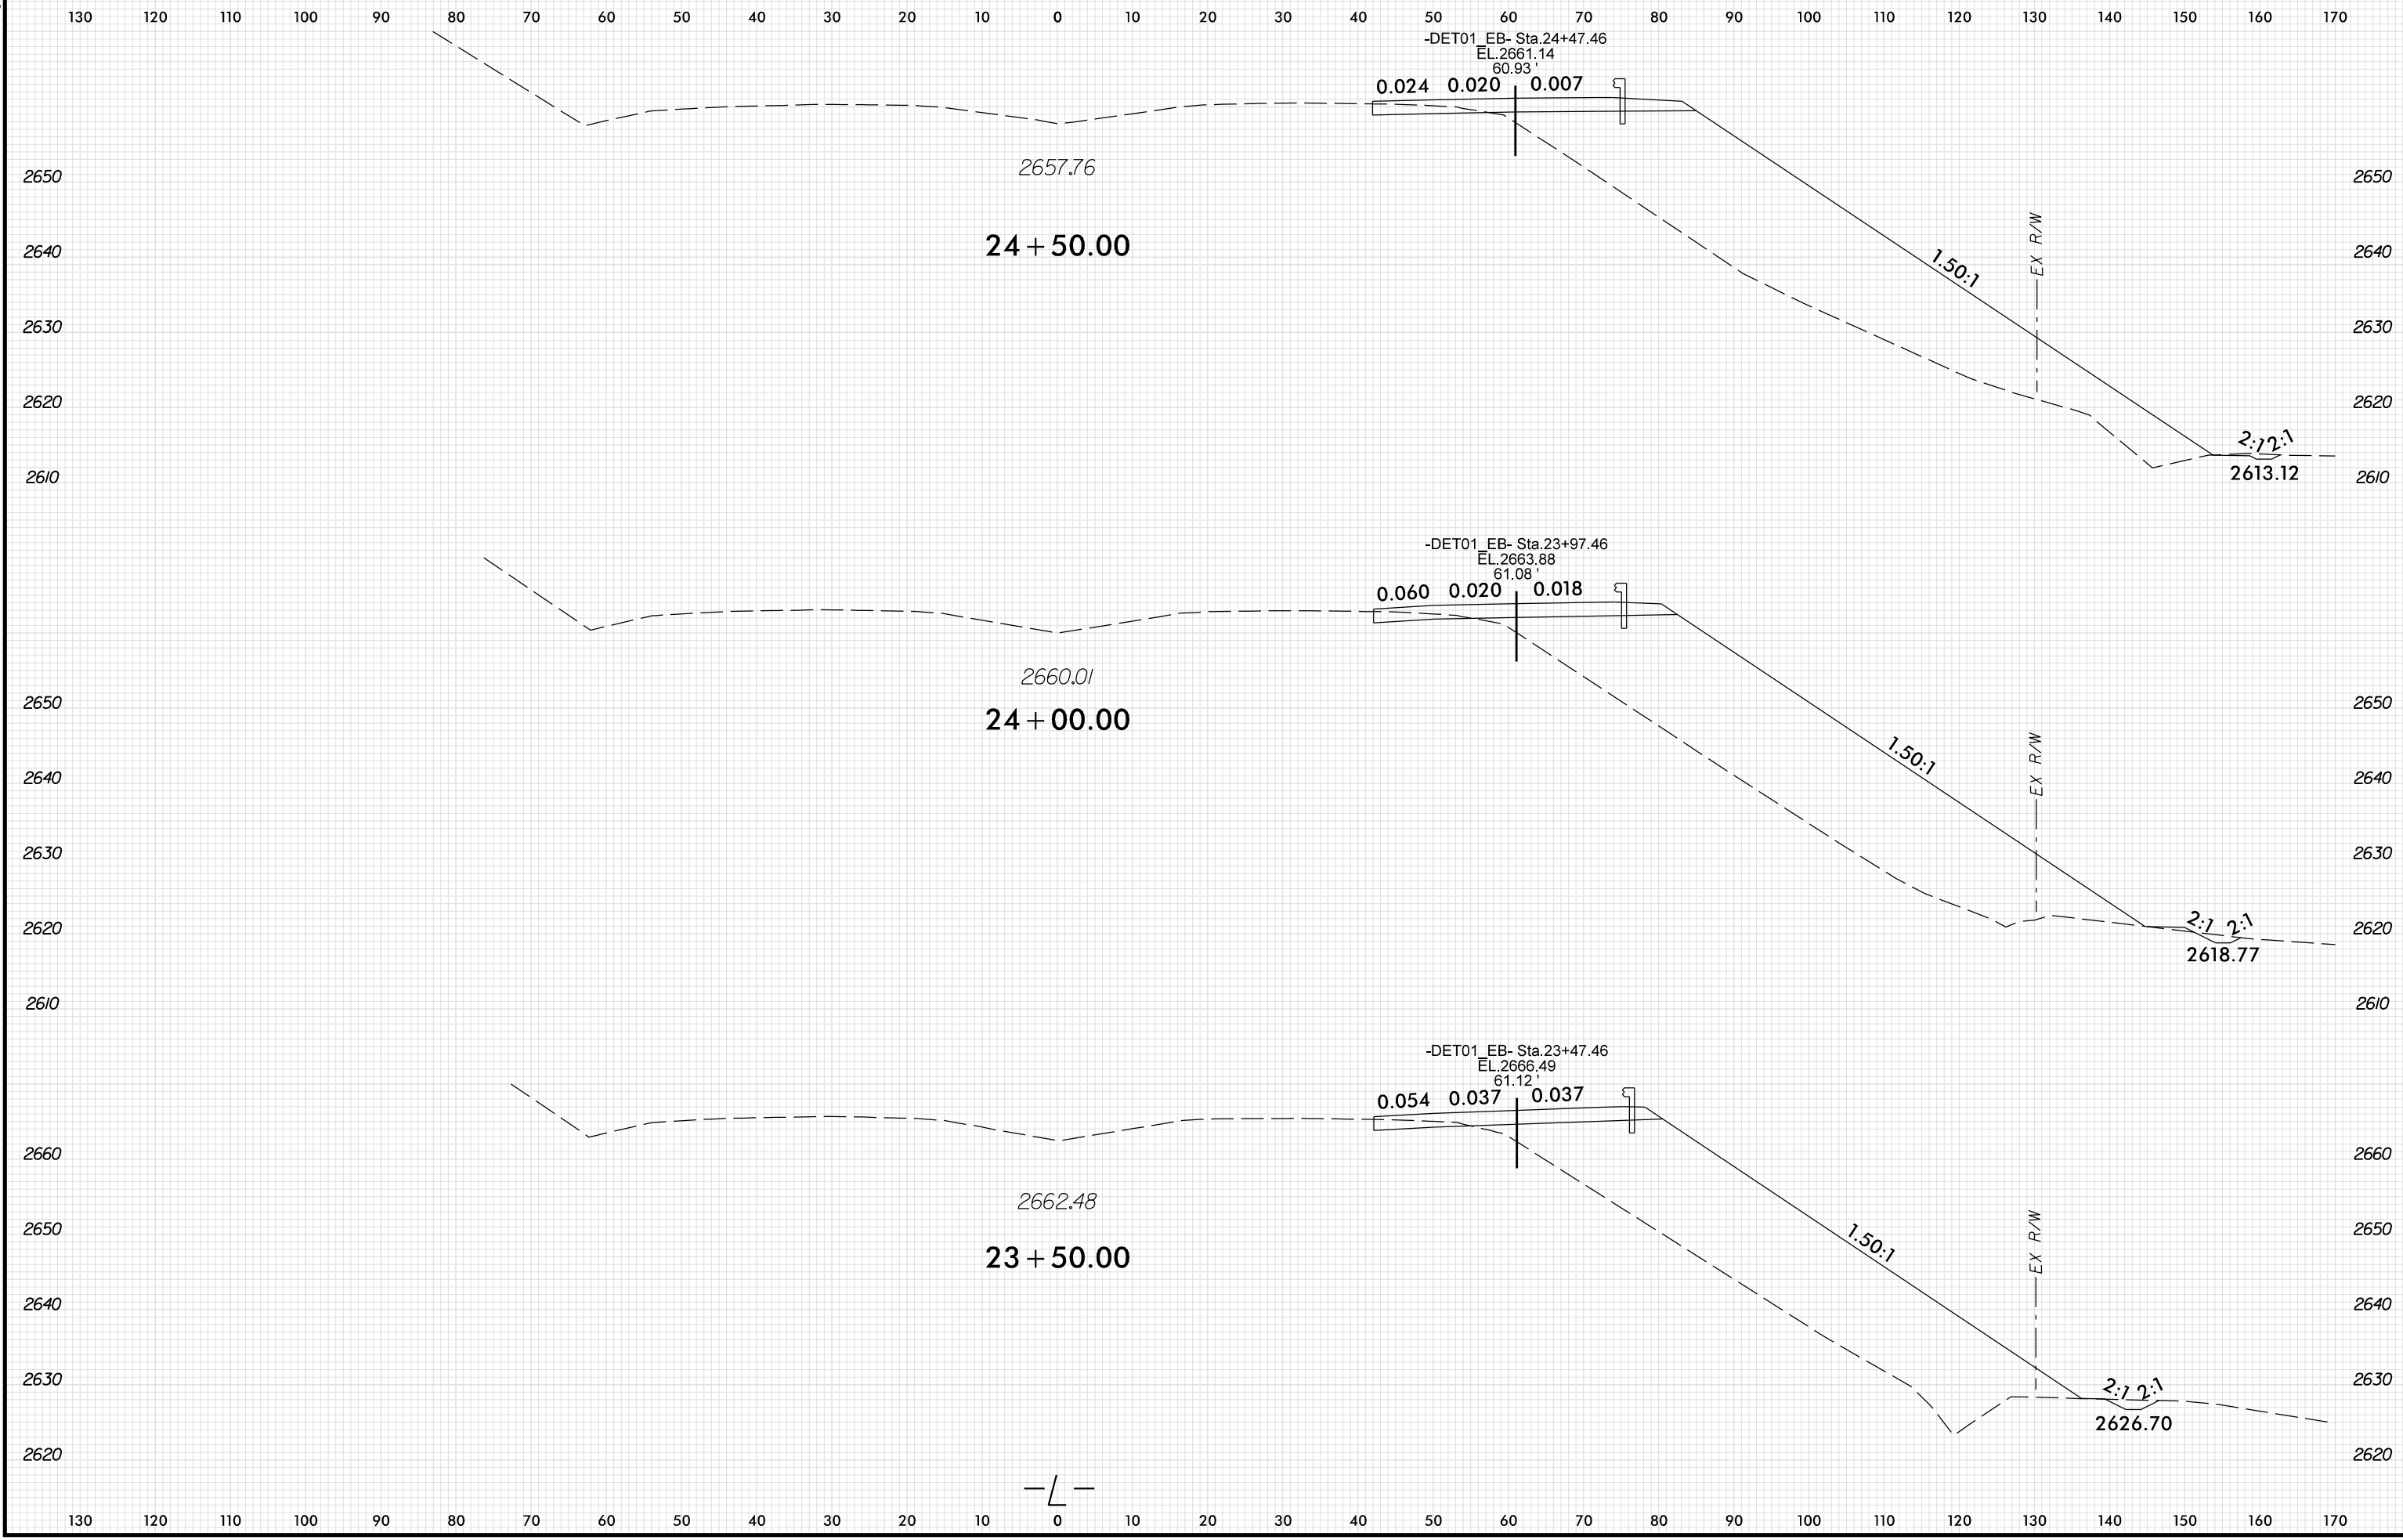 130 120 110 100 90 80 70 60 50 40 30 20 10 0 10 20 30 40 50 60 70 80 90 100 110 120 130 140 150 160 170
-DET01_EB- Sta.24+47.46
EL.2661.14
60.93 '
0.024 0.020 0.007
2650 2657.76 2650
2640 24+50.00 EX R/W 2640
1.50:1
2630 2630
2620 2620
2:1 2:1
2610 2613.12 2610
-DET01_EB- Sta.23+97.46
EL.2663.88
61.08 '
0.060 0.020 0.018
2660.01
2650 2650
24+00.00
2640 1.50:1 EX R/W 2640
2630 2630
2620 2:1 2:1 2620
2618.77
2610 2610
-DET01_EB- Sta.23+47.46
EL.2666.49
61.12 '
0.054 0.037 0.037
2660 2660
2662.48
2650 2650
23+50.00 1.50:1 EX R/W
2640 2640
2630 2:1 2:1 2630
2626.70
2620 2620
-L-
130 120 110 100 90 80 70 60 50 40 30 20 10 0 10 20 30 40 50 60 70 80 90 100 110 120 130 140 150 160 170